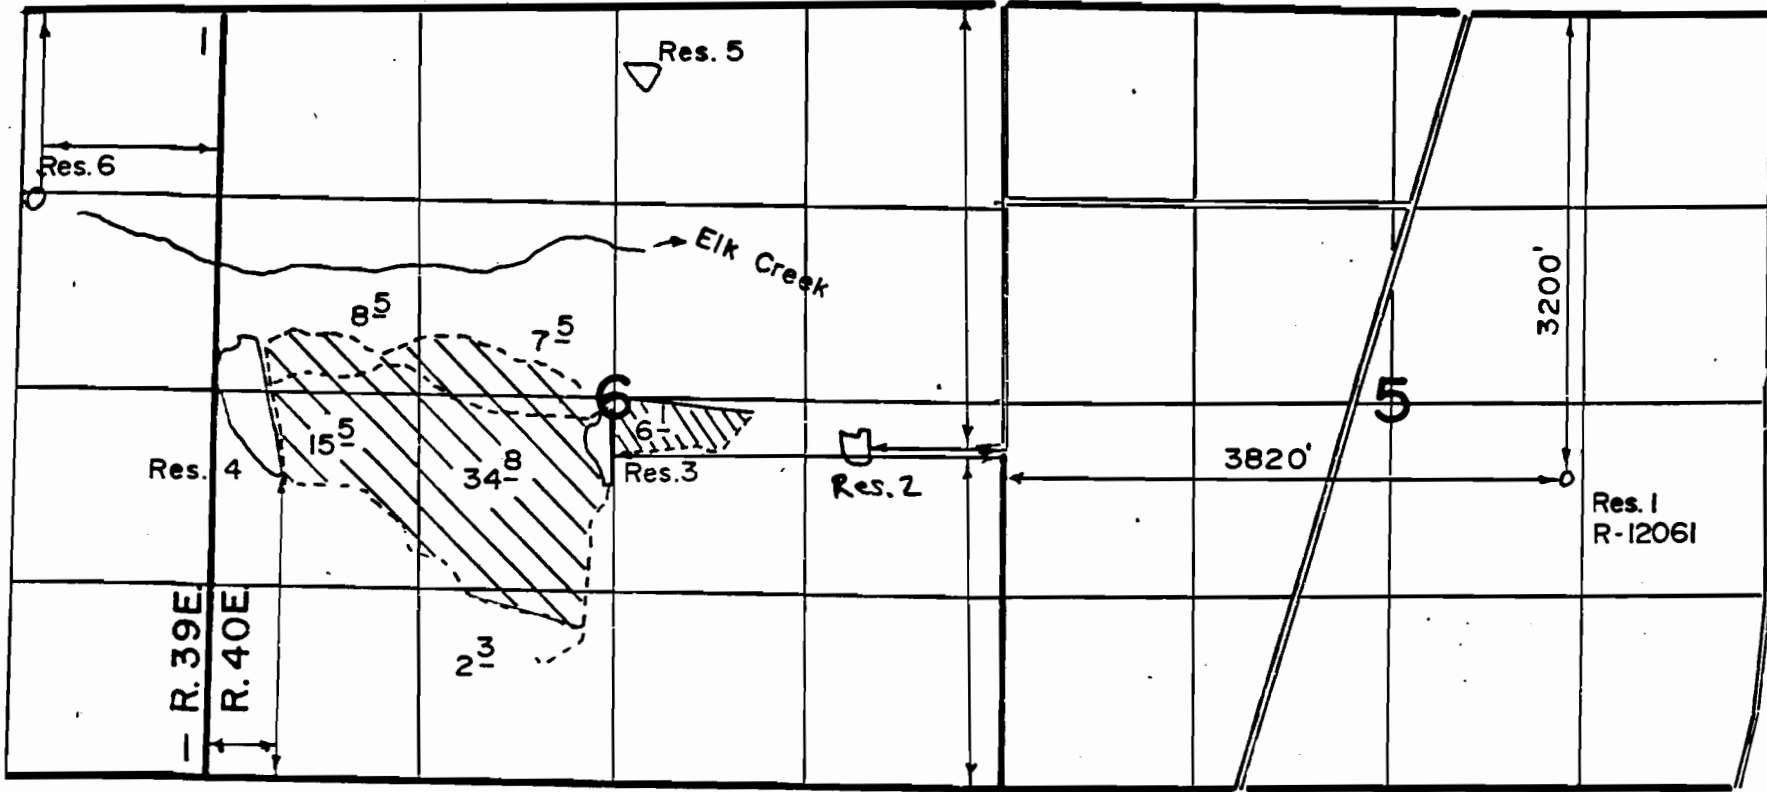 1
Res. 5
Res. 6
Elk Creek
8 5
7 5
6
5
3200'
15 5
34 8
6 1
Res. 4
Res. 3
Res. 2
3820'
Res. 1
R-12061
R. 39E.
R. 40E.
2 3